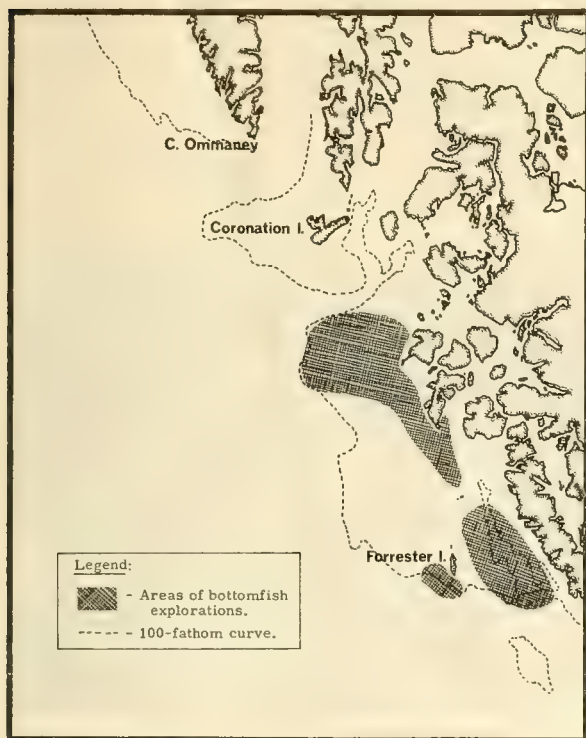 C. Ommaney
Coronation I.
Forrester I.
Legend:
- Areas of bottomfish
explorations.
- 100-fathom curve.